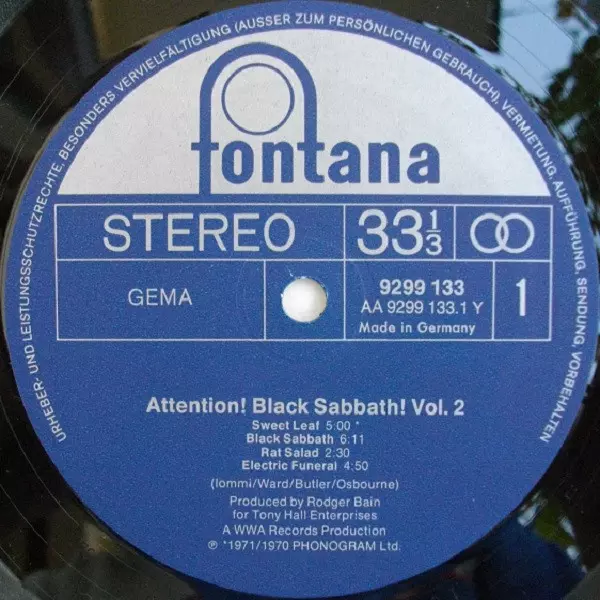 URHEBER- UND LEISTUNGSSCHUTZRECHTE, BESONDERS VERVIELFÄLTIGUNG (AUSSER ZUM PERSÖNLICHEN GEBRAUCH), VERMIETUNG, AUFFÜHRUNG, SENDUNG, VORBEHALTEN
fontana
STEREO
33 1/3
GEMA
9299 133
AA 9299 133.1 Y
Made in Germany
1
Attention! Black Sabbath! Vol. 2
Sweet Leaf 5:00 *
Black Sabbath 6:11
Rat Salad 2:30
Electric Funeral 4:50
(Iommi/Ward/Butler/Osbourne)
Produced by Rodger Bain
for Tony Hall Enterprises
A WWA Records Production
℗ *1971/1970 PHONOGRAM Ltd.